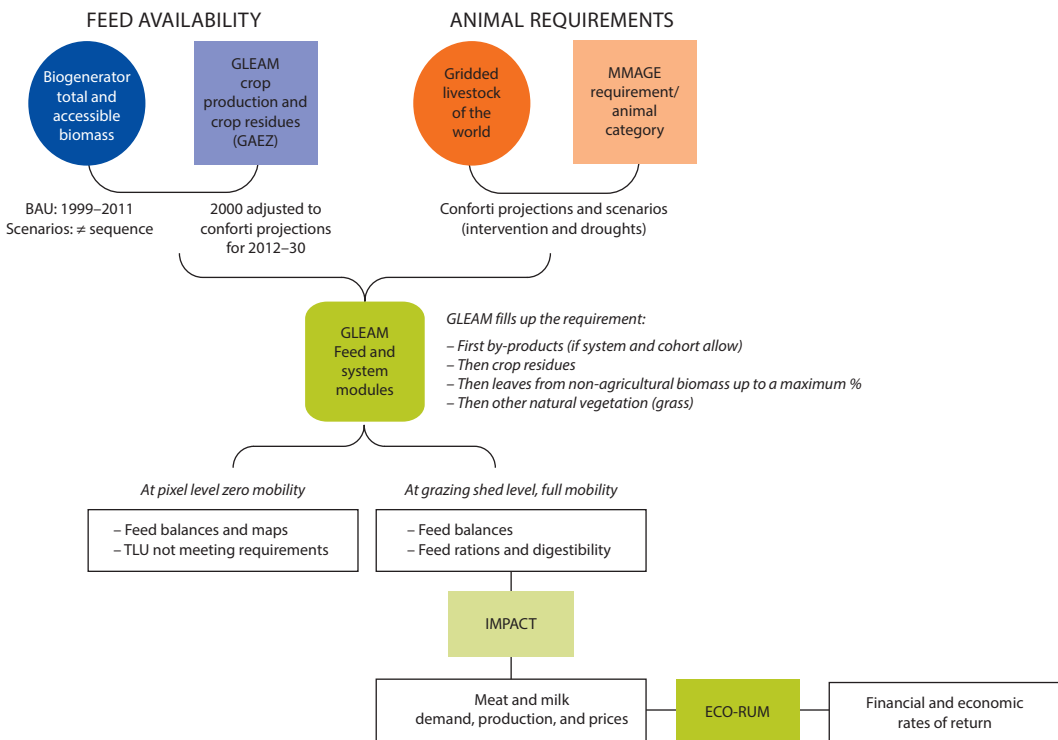 FEED AVAILABILITY
ANIMAL REQUIREMENTS
Biogenerator
total and
accessible
biomass
GLEAM
crop
production and
crop residues
(GAEZ)
Gridded
livestock
of the
world
MMAGE
requirement/
animal
category
BAU: 1999–2011
Scenarios: ≠ sequence
2000 adjusted to
conforti projections
for 2012–30
Conforti projections and scenarios
(intervention and droughts)
GLEAM
Feed and
system
modules
GLEAM fills up the requirement:
– First by-products (if system and cohort allow)
– Then crop residues
– Then leaves from non-agricultural biomass up to a maximum %
– Then other natural vegetation (grass)
At pixel level zero mobility
– Feed balances and maps
– TLU not meeting requirements
At grazing shed level, full mobility
– Feed balances
– Feed rations and digestibility
IMPACT
Meat and milk
demand, production, and prices
ECO-RUM
Financial and economic
rates of return